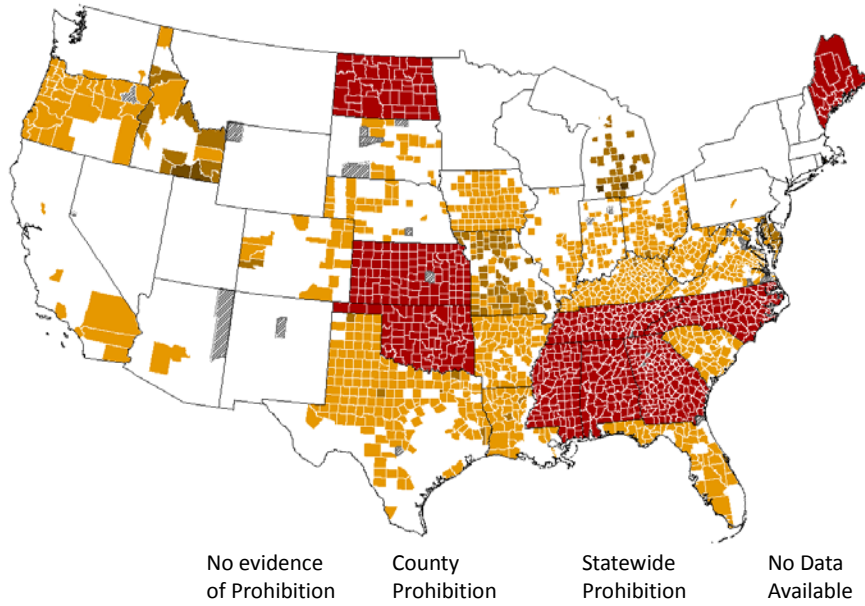 No evidence
of Prohibition
County
Prohibition
Statewide
Prohibition
No Data
Available